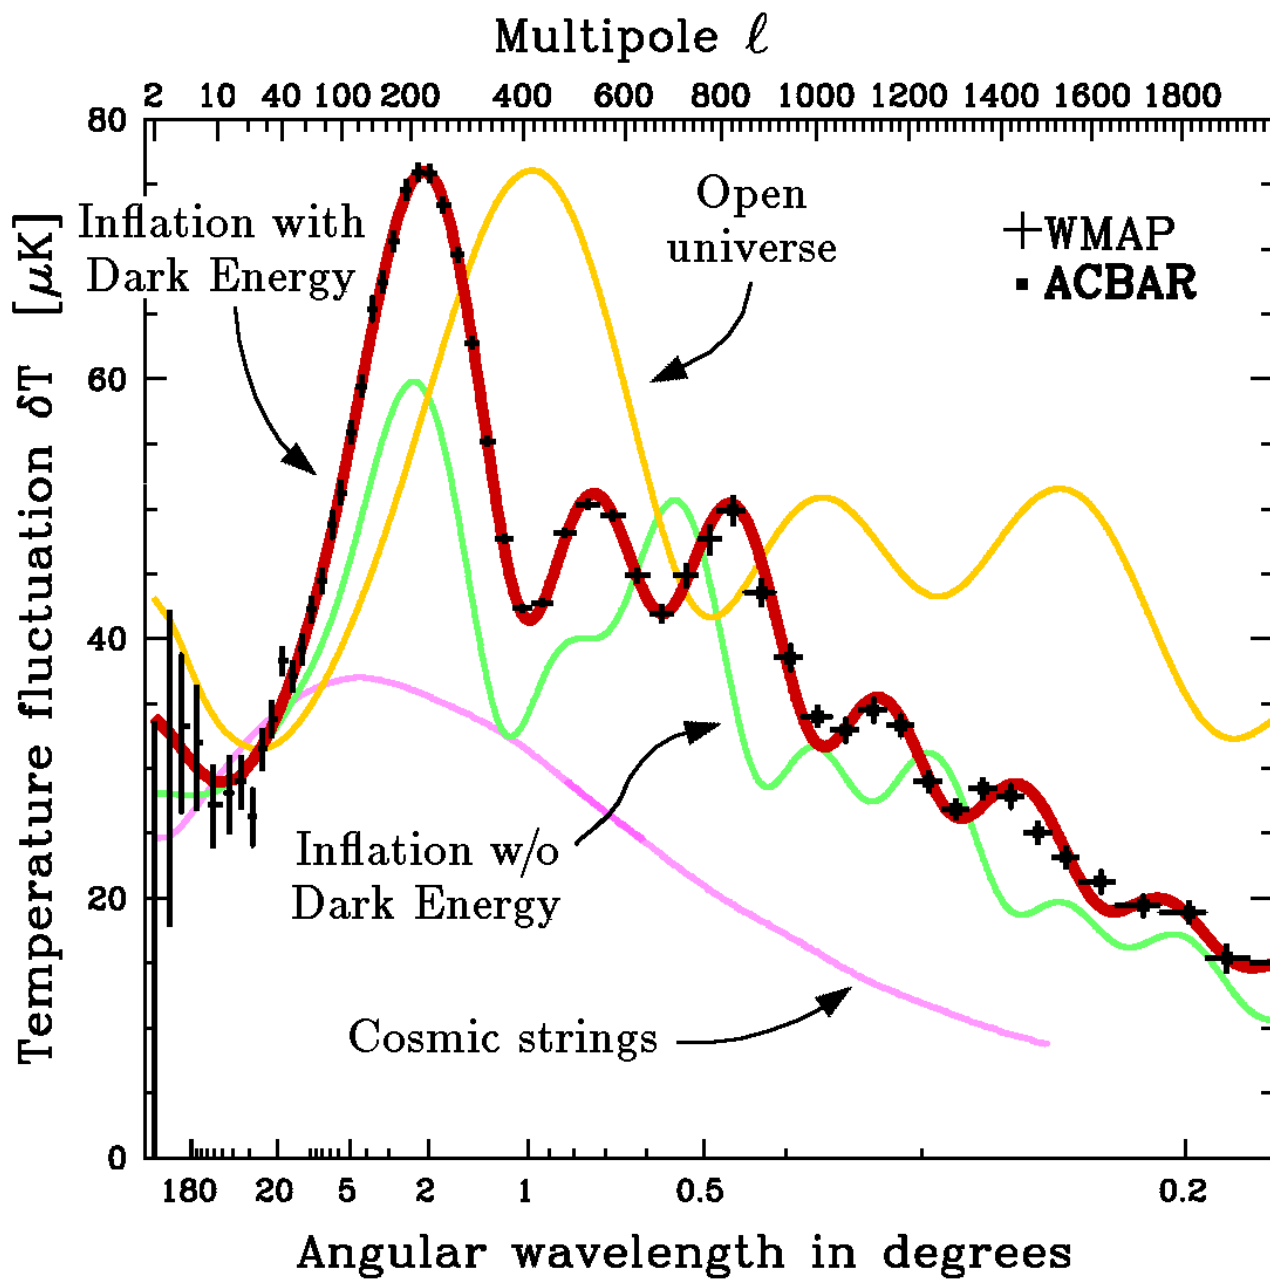 Multipole ℓ
2 10 40 100 200 400 600 800 1000 1200 1400 1600 1800
80
60
40
20
0
Temperature fluctuation δT [μK]
Inflation with
Dark Energy
Open
universe
WMAP
ACBAR
Inflation w/o
Dark Energy
Cosmic strings
180 20 5 2 1 0.5 0.2
Angular wavelength in degrees